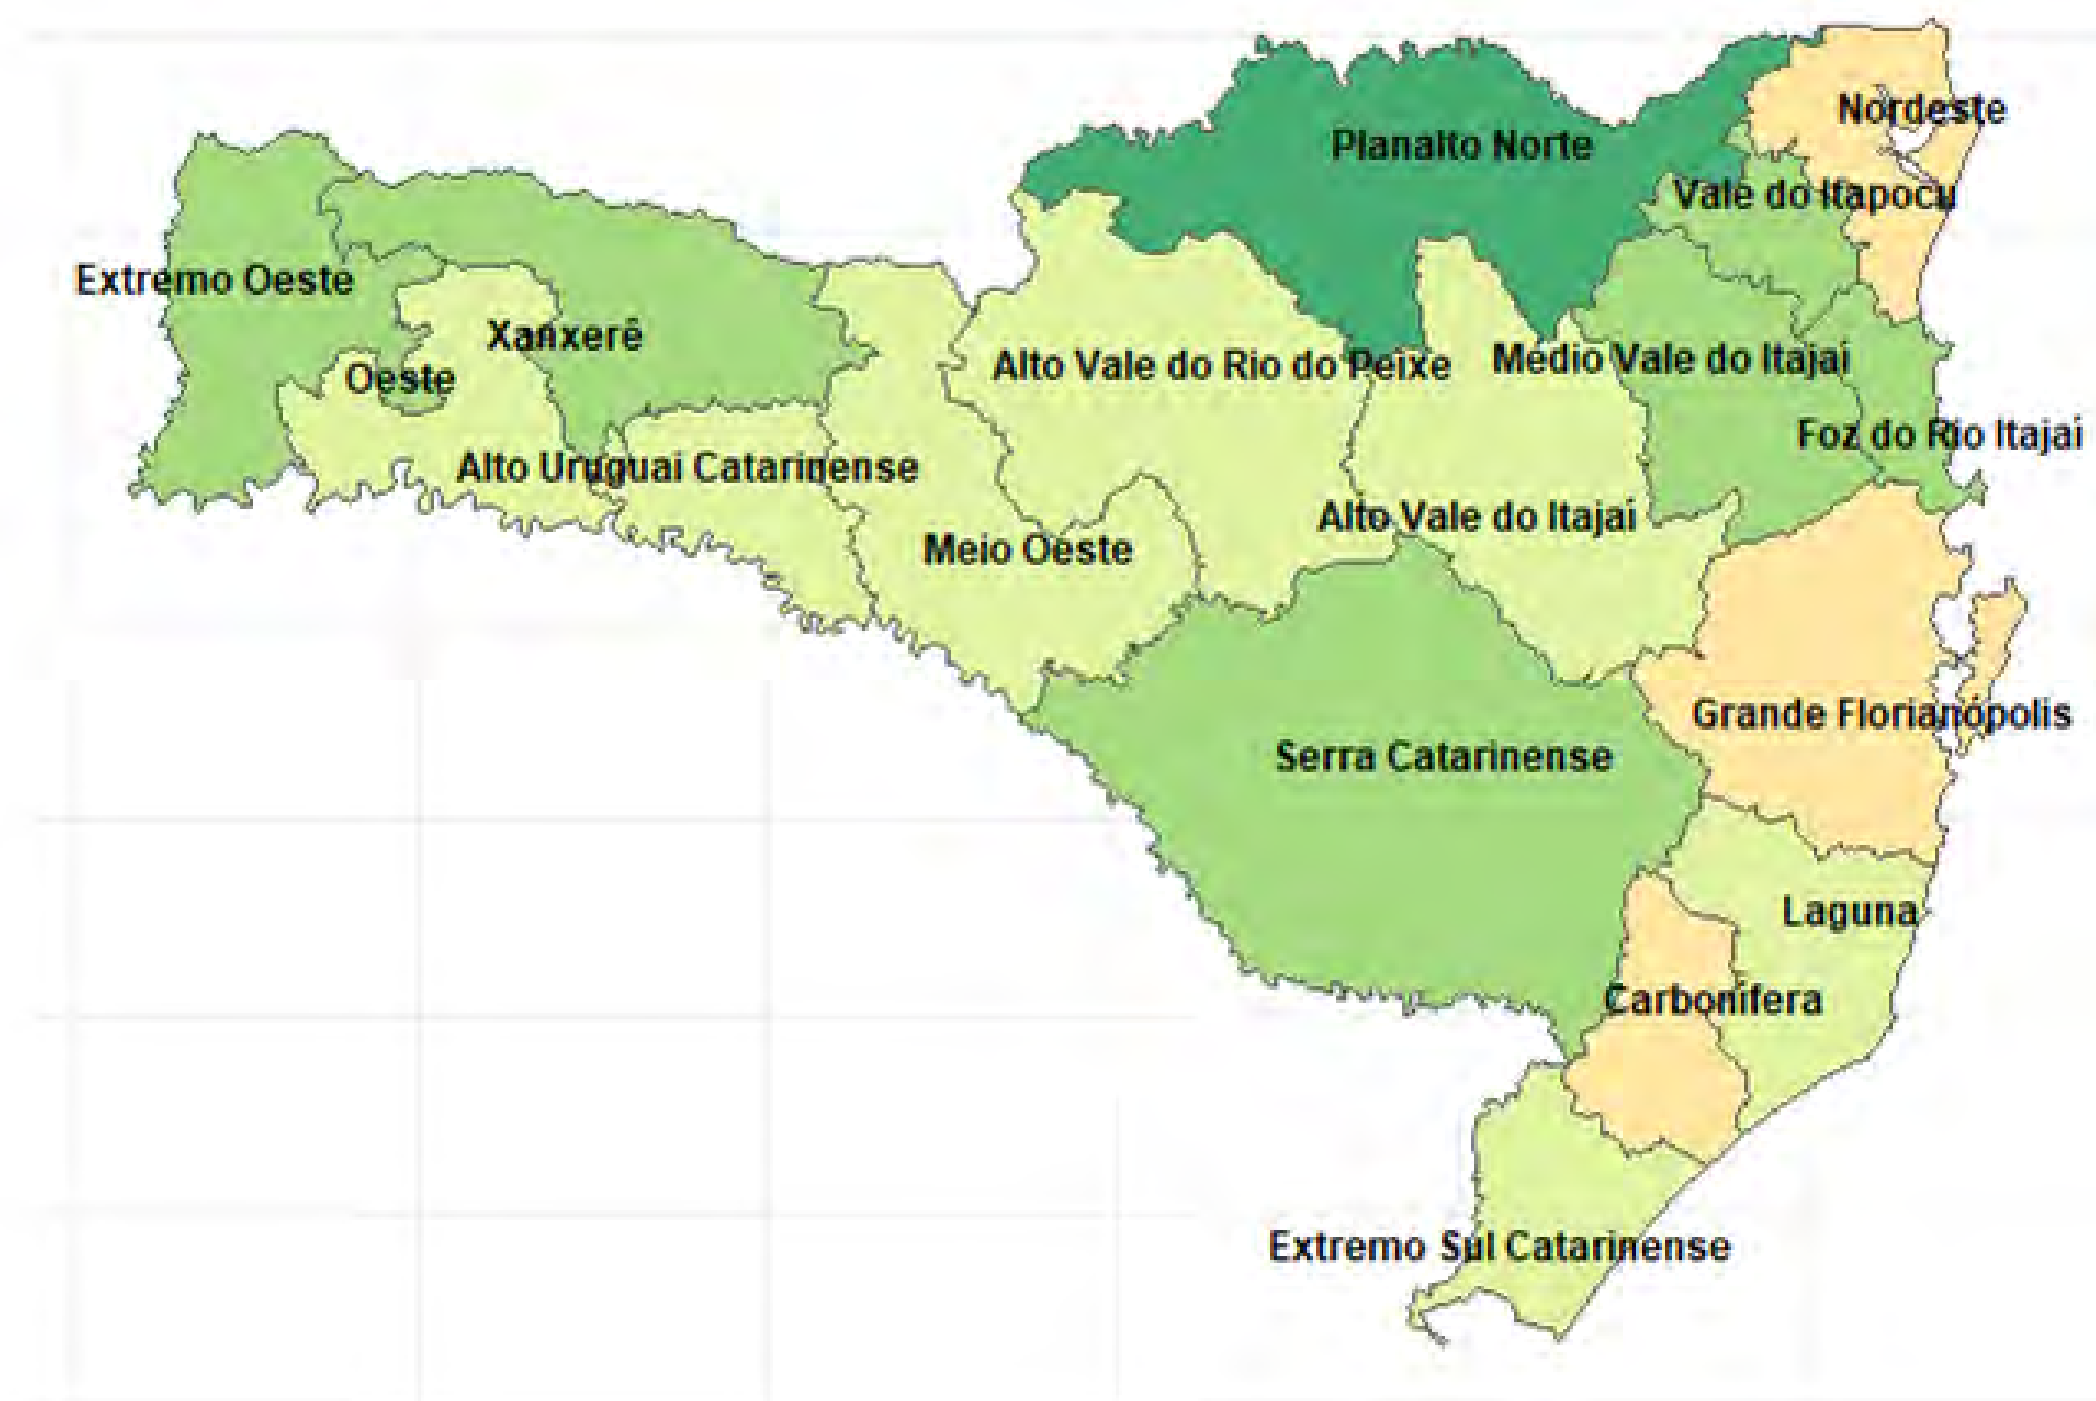 Nordeste
Planalto Norte
Vale do Itapocu
Extremo Oeste
Xanxerê
Oeste
Alto Vale do Rio do Peixe
Médio Vale do Itajaí
Foz do Rio Itajaí
Alto Uruguai Catarinense
Alto Vale do Itajaí
Meio Oeste
Grande Florianópolis
Serra Catarinense
Laguna
Carbonífera
Extremo Sul Catarinense